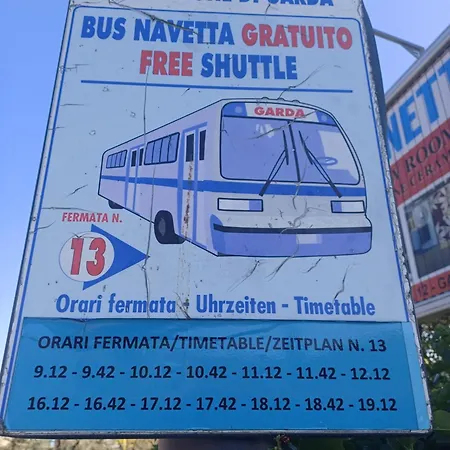 DI GARDA
BUS NAVETTA GRATUITO
FREE SHUTTLE
GARDA
FERMATA N.
13
Orari fermata - Uhrzeiten - Timetable
ORARI FERMATA/TIMETABLE/ZEITPLAN N. 13
9.12 - 9.42 - 10.12 - 10.42 - 11.12 - 11.42 - 12.12
16.12 - 16.42 - 17.12 - 17.42 - 18.12 - 18.42 - 19.12